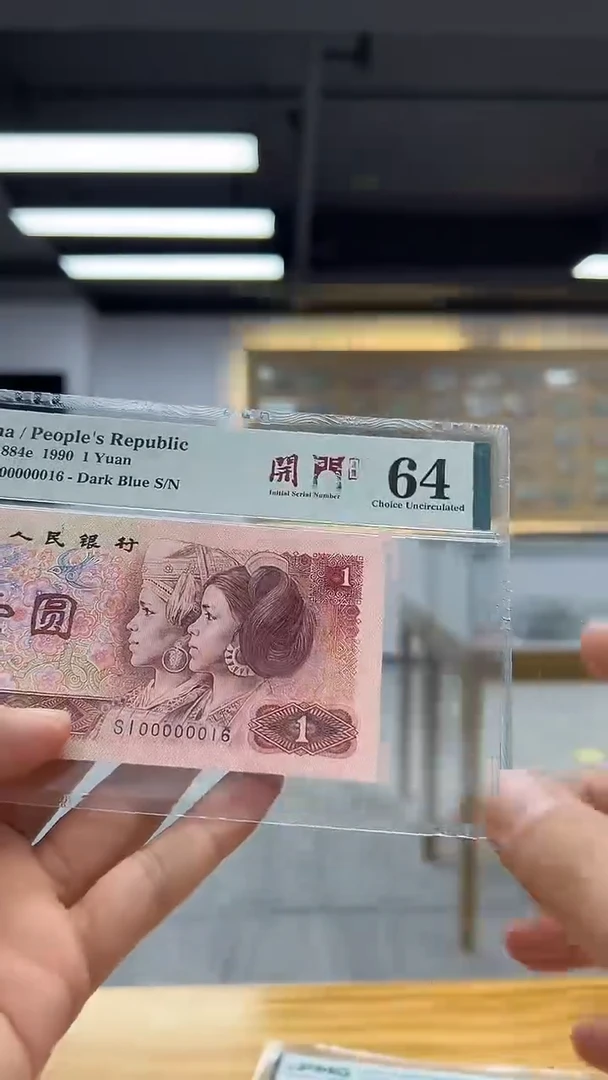 na / People's Republic
884e 1990 1 Yuan
00000016 - Dark Blue S/N
開門
Initial Serial Number
64
Choice Uncirculated
人民银行
1
圆
SI00000016
1